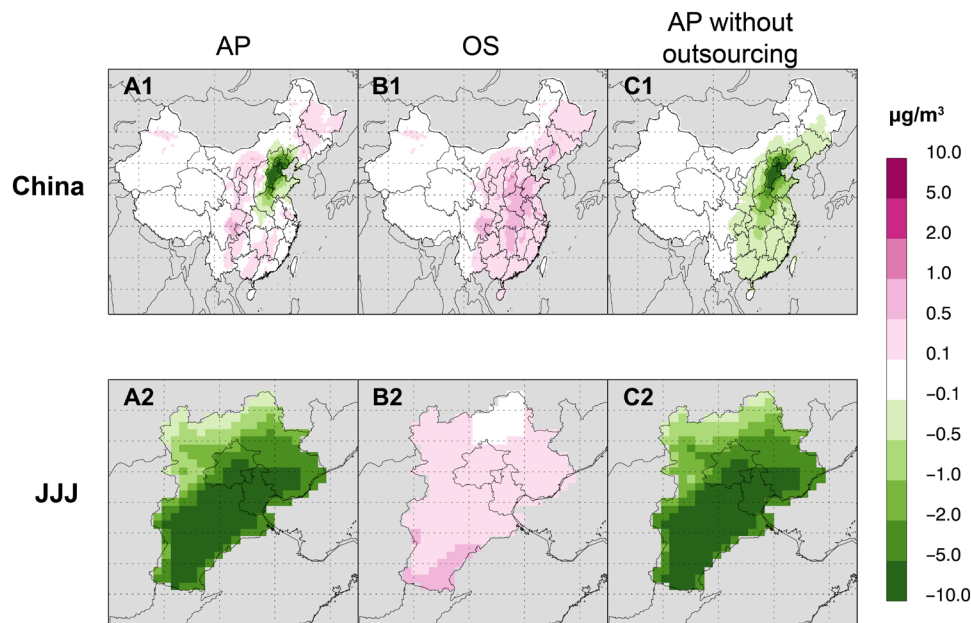 AP
OS
AP without
outsourcing
A1
B1
C1
µg/m³
China
10.0
5.0
2.0
1.0
0.5
0.1
−0.1
−0.5
−1.0
−2.0
−5.0
−10.0
A2
B2
C2
JJJ